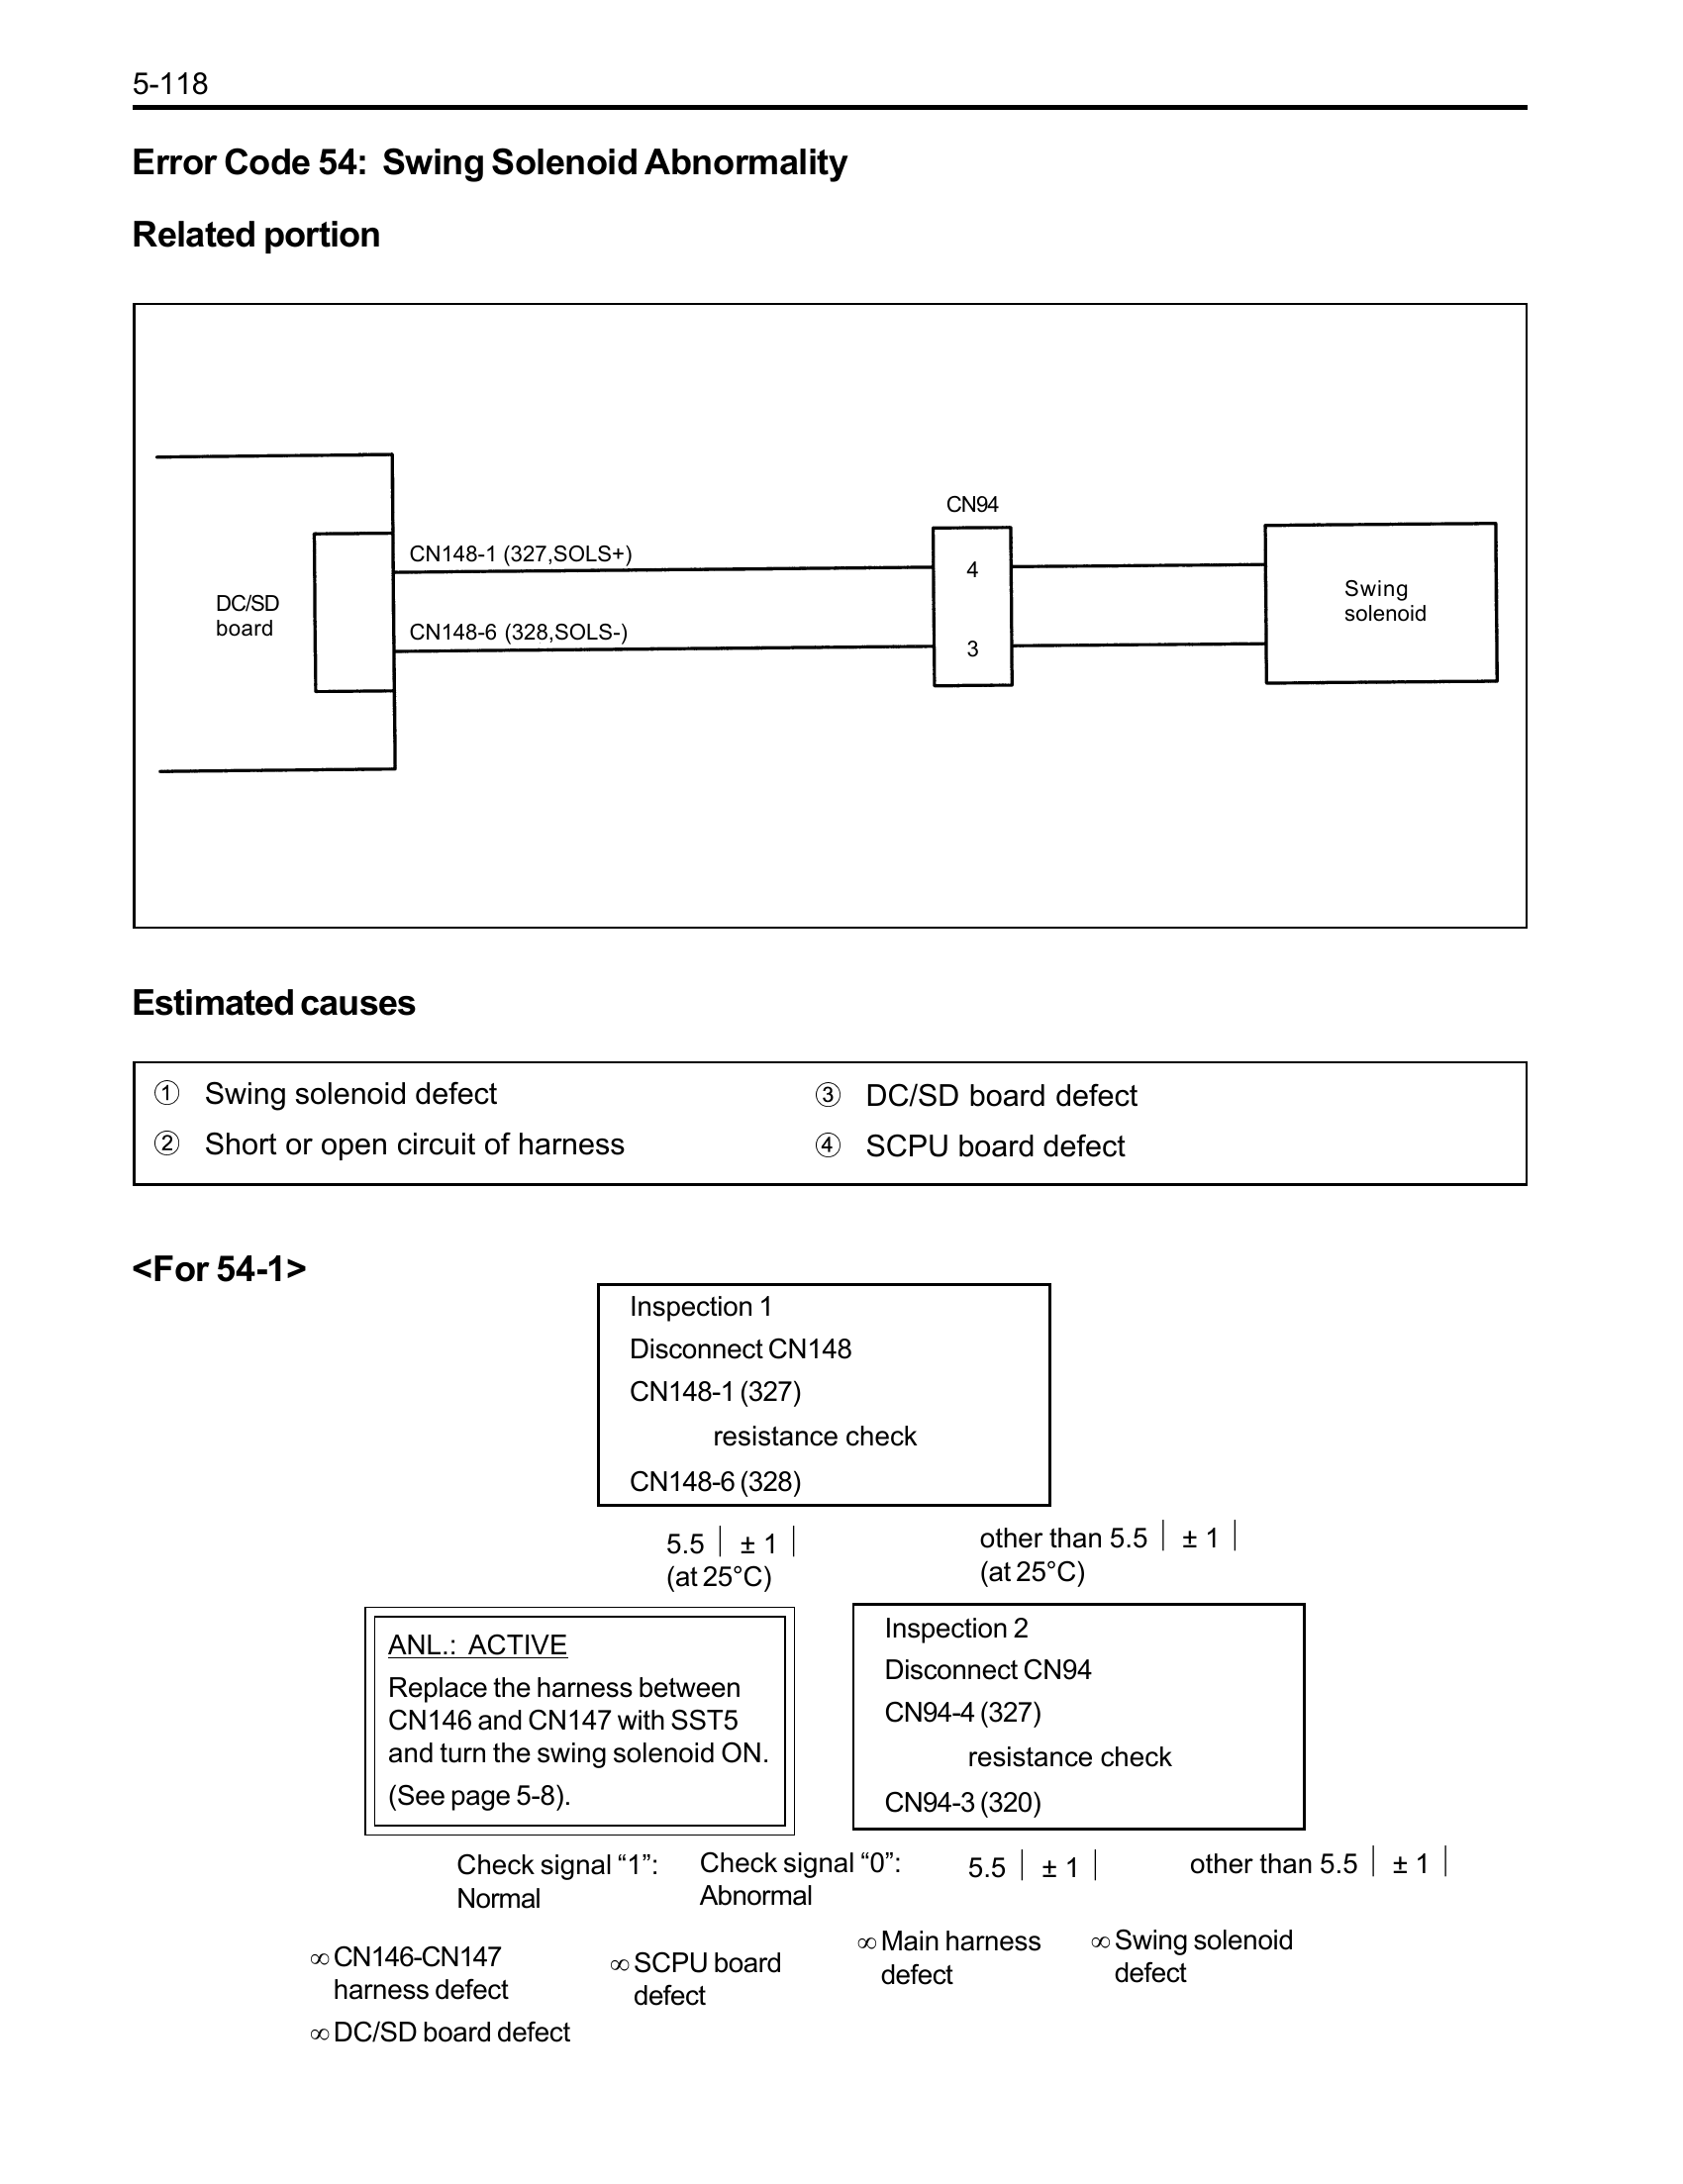 5-118
Error Code 54: Swing Solenoid Abnormality
Related portion
CN94
CN148-1 (327,SOLS+)
4
Swing
solenoid
DC/SD
board
CN148-6 (328,SOLS-)
3
Estimated causes
① Swing solenoid defect
② Short or open circuit of harness
③ DC/SD board defect
④ SCPU board defect
<For 54-1>
Inspection 1
Disconnect CN148
CN148-1 (327)
resistance check
CN148-6 (328)
5.5 | ± 1 |
(at 25°C)
other than 5.5 | ± 1 |
(at 25°C)
ANL.: ACTIVE
Replace the harness between
CN146 and CN147 with SST5
and turn the swing solenoid ON.
(See page 5-8).
Inspection 2
Disconnect CN94
CN94-4 (327)
resistance check
CN94-3 (320)
Check signal “1”:
Normal
Check signal “0”:
Abnormal
5.5 | ± 1 |
other than 5.5 | ± 1 |
∞ CN146-CN147
harness defect
∞ DC/SD board defect
∞ SCPU board
defect
∞ Main harness
defect
∞ Swing solenoid
defect